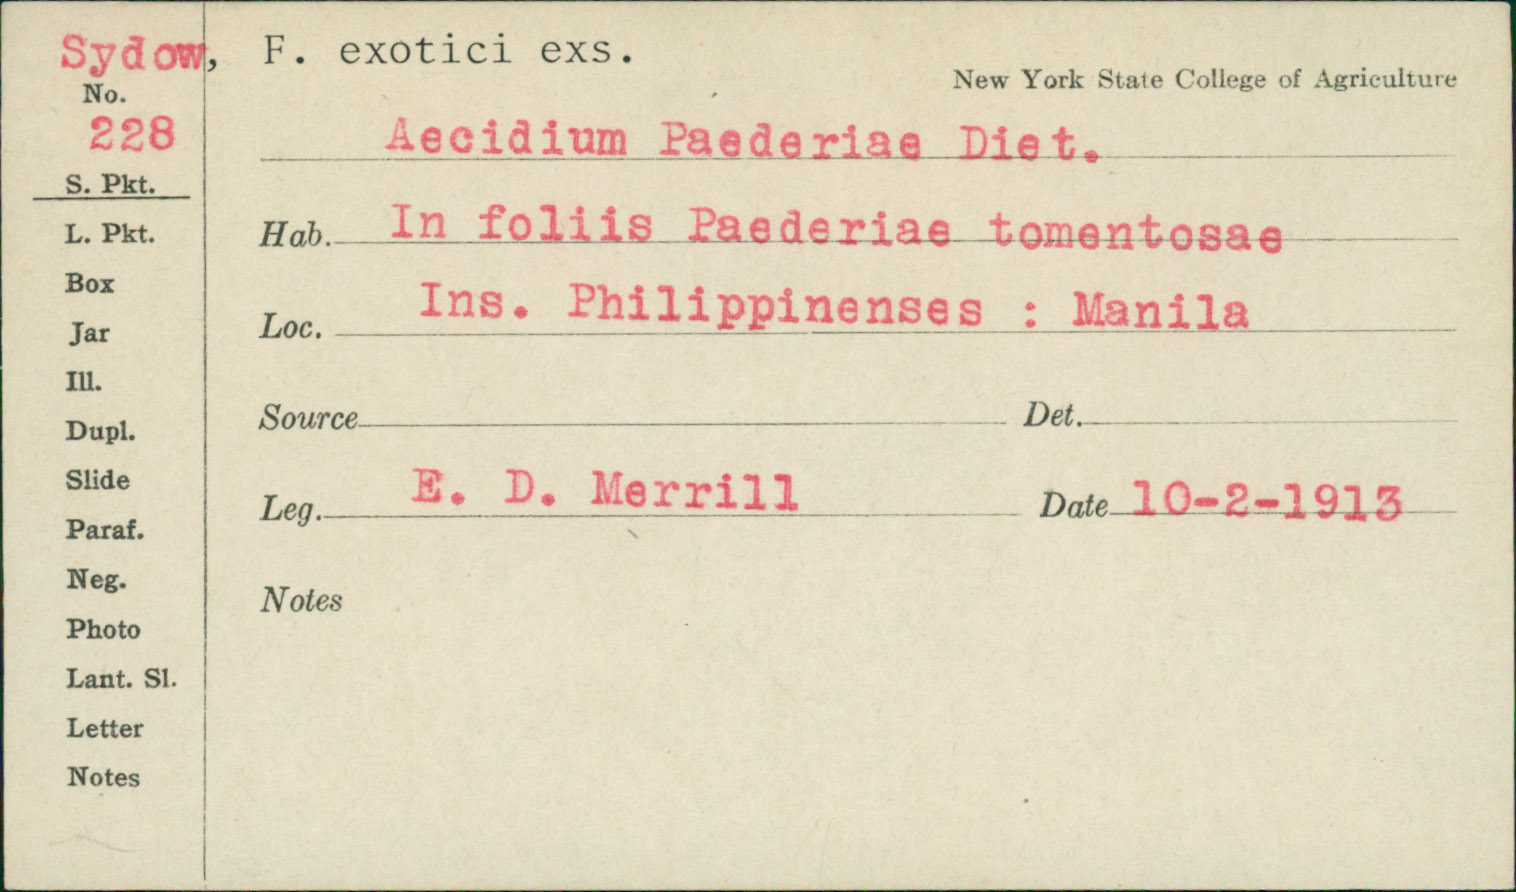 Sydow, F. exotici exs.
New York State College of Agriculture
No.
228
Aecidium Paederiae Diet.
S. Pkt.
L. Pkt.
Box
Jar
Ill.
Dupl.
Slide
Paraf.
Neg.
Photo
Lant. Sl.
Letter
Notes
Hab. In foliis Paederiae tomentosae
Loc. Ins. Philippinenses : Manila
Source Det.
Leg. E. D. Merrill Date 10-2-1913
Notes